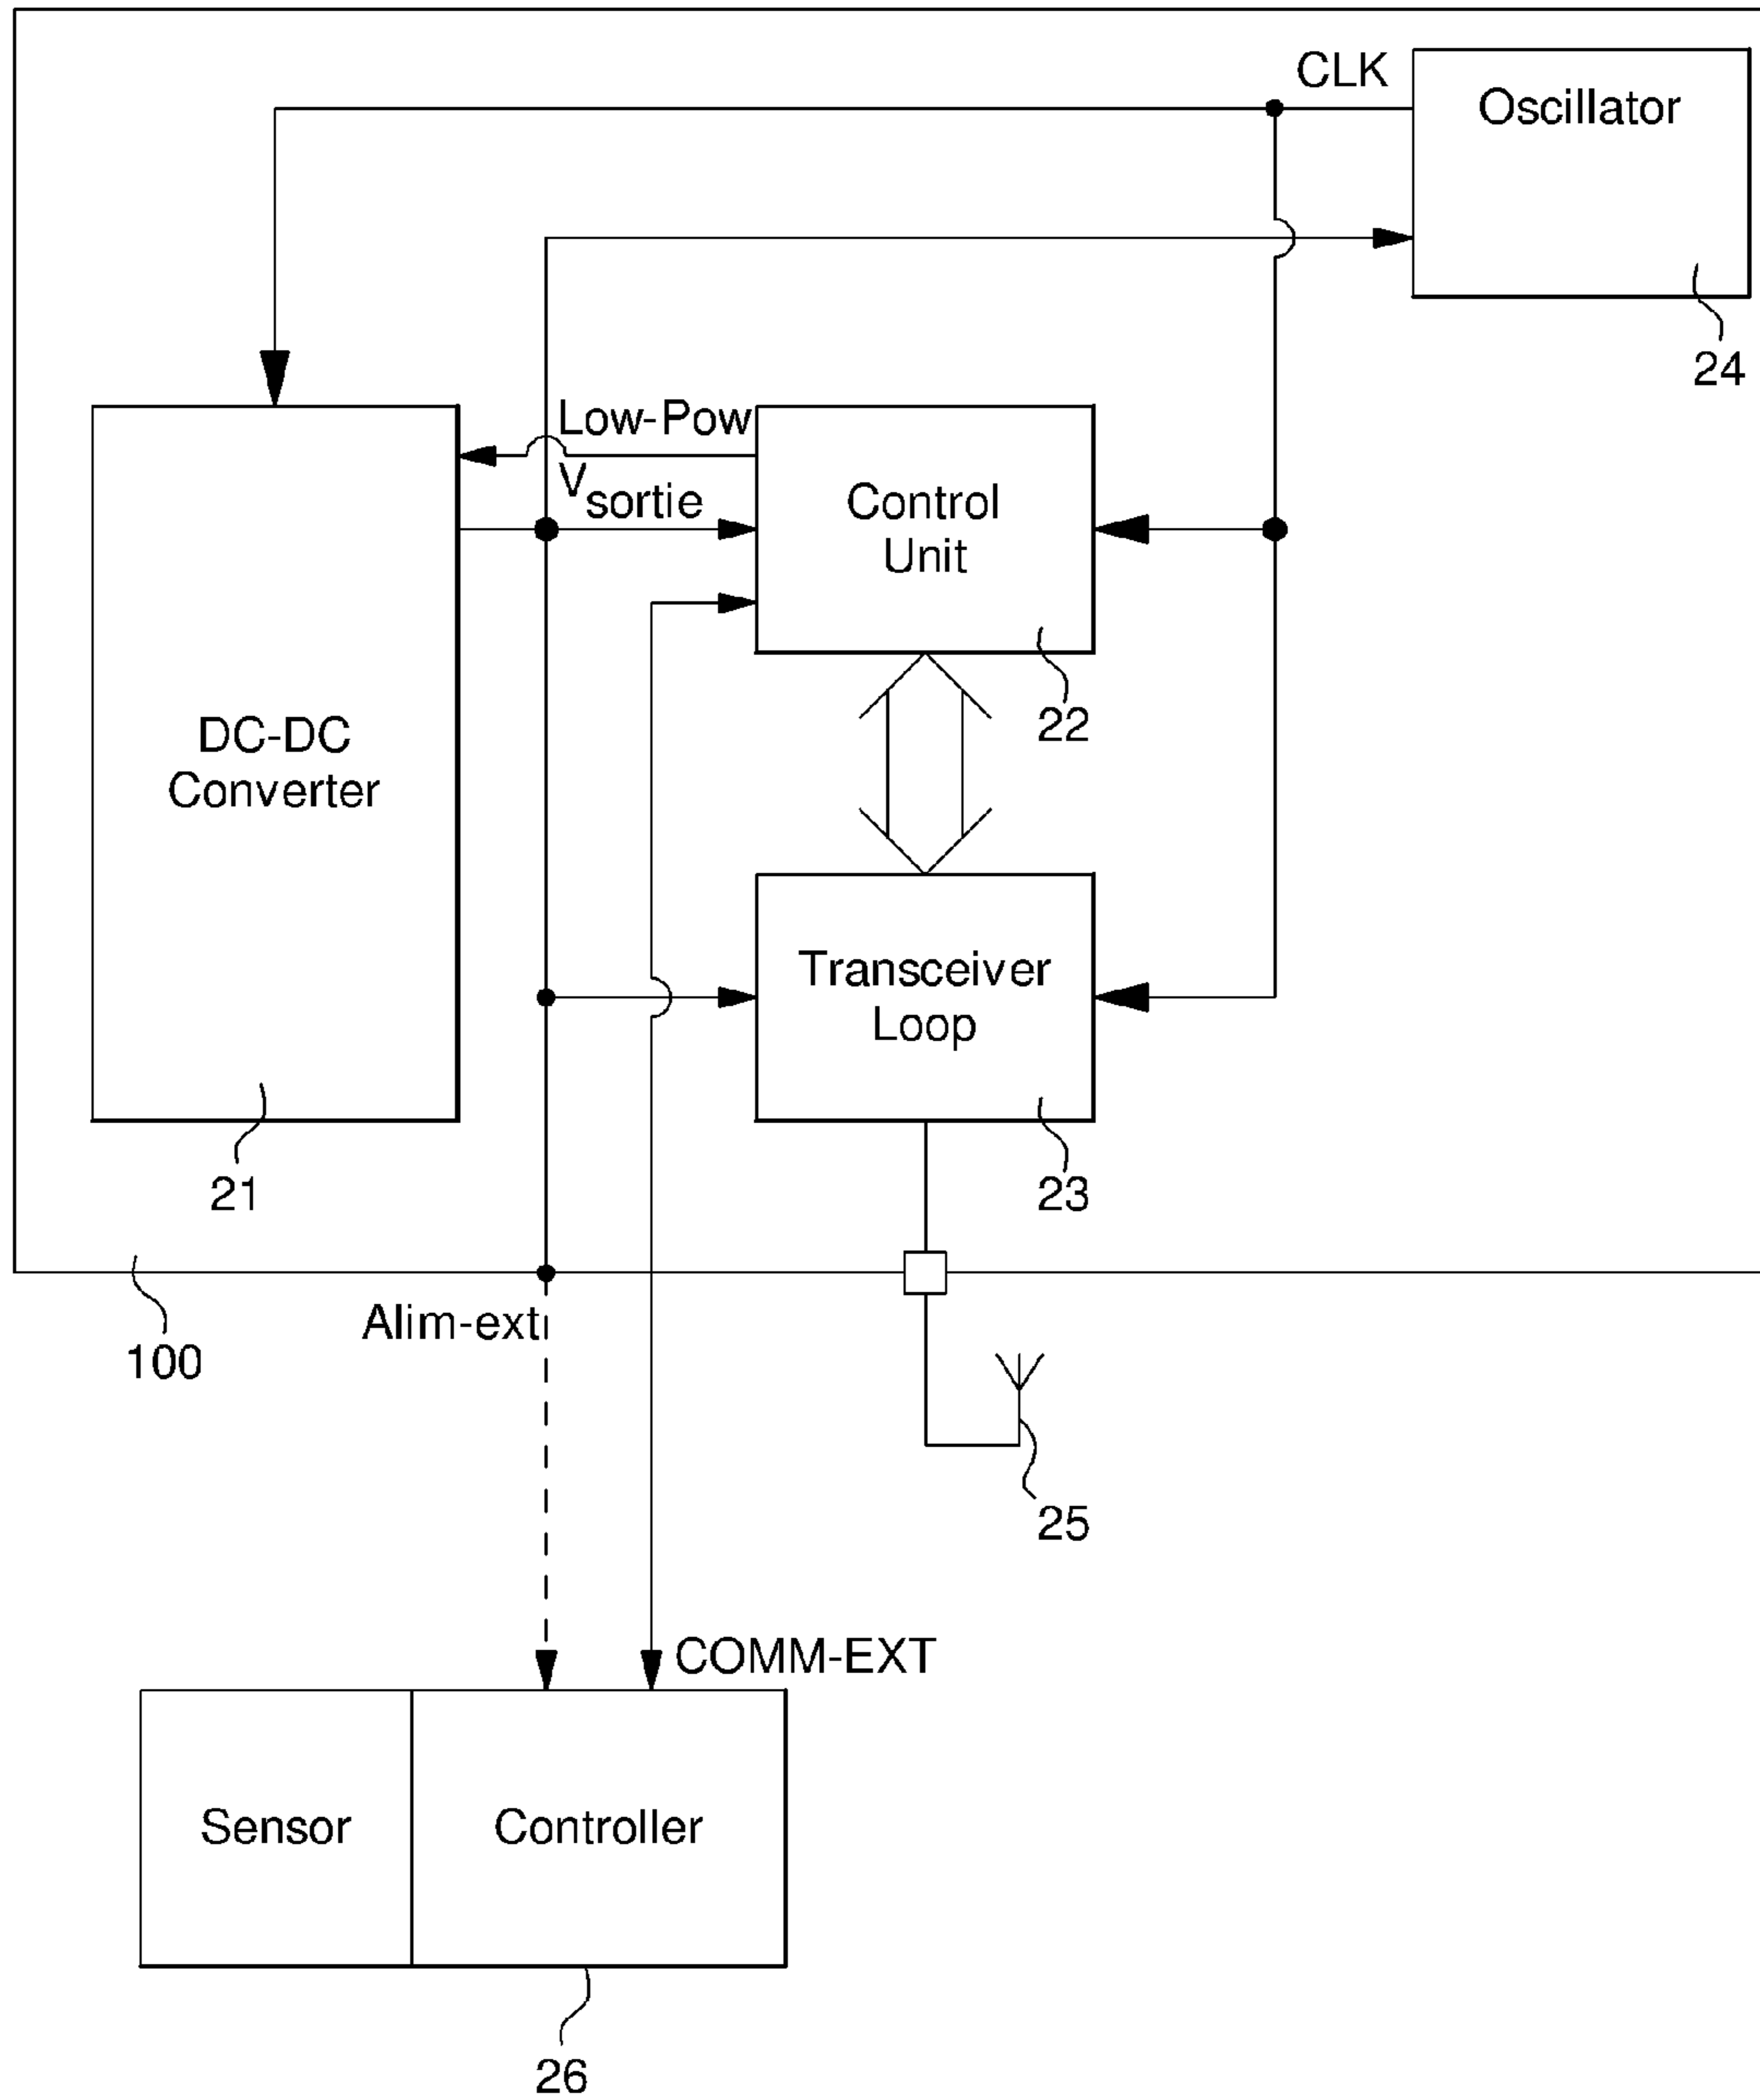 CLK
Oscillator
24
Low-Pow
Vsortie
Control
Unit
22
DC-DC
Converter
21
Transceiver
Loop
23
100
Alim-ext
25
COMM-EXT
Sensor
Controller
26